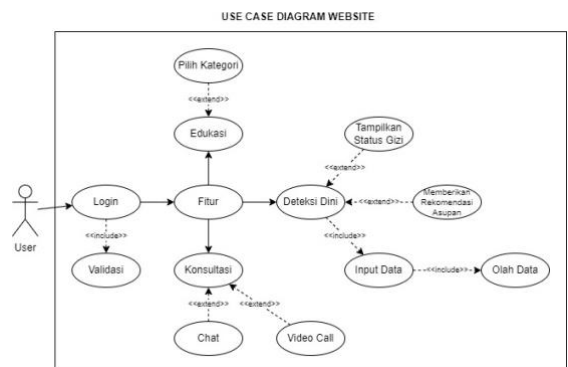 USE CASE DIAGRAM WEBSITE
Pilih Kategori
<<extend>>
Edukasi
Tampilkan
Status Gizi
<<extend>>
User
Login
Fitur
Deteksi Dini
<<extend>>
Memberikan
Rekomendasi
Asupan
<<include>>
<<include>>
Validasi
Konsultasi
Input Data
<<include>>
Olah Data
<<extend>>
<<extend>>
Chat
Video Call